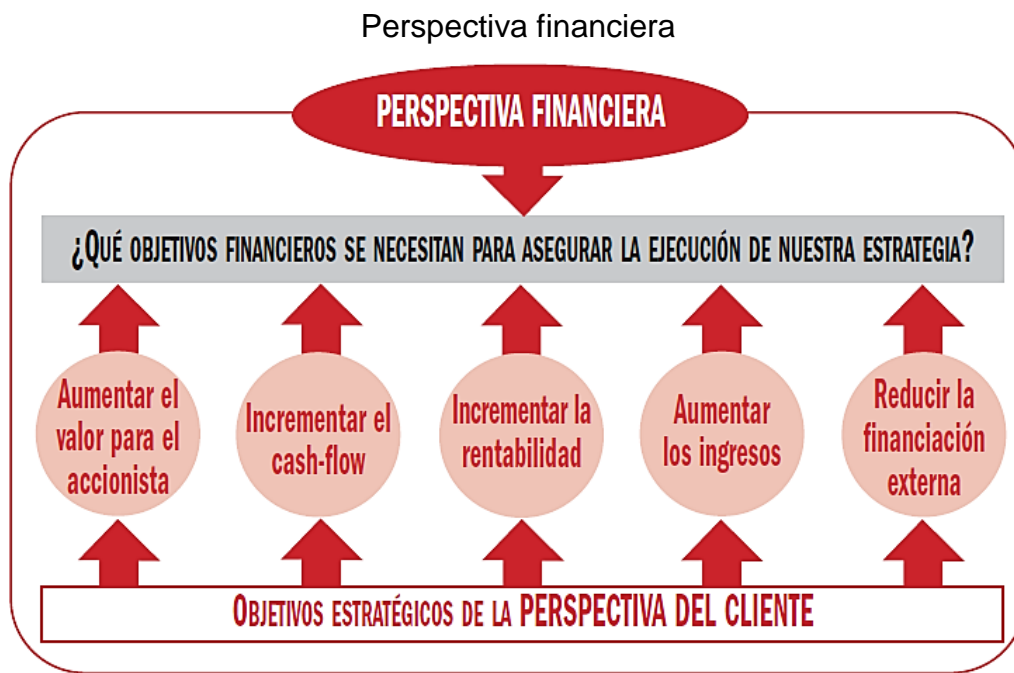 Perspectiva financiera
PERSPECTIVA FINANCIERA
¿QUÉ OBJETIVOS FINANCIEROS SE NECESITAN PARA ASEGURAR LA EJECUCIÓN DE NUESTRA ESTRATEGIA?
Aumentar el
valor para el
accionista
Incrementar el
cash-flow
Incrementar la
rentabilidad
Aumentar
los ingresos
Reducir la
financiación
externa
OBJETIVOS ESTRATÉGICOS DE LA PERSPECTIVA DEL CLIENTE